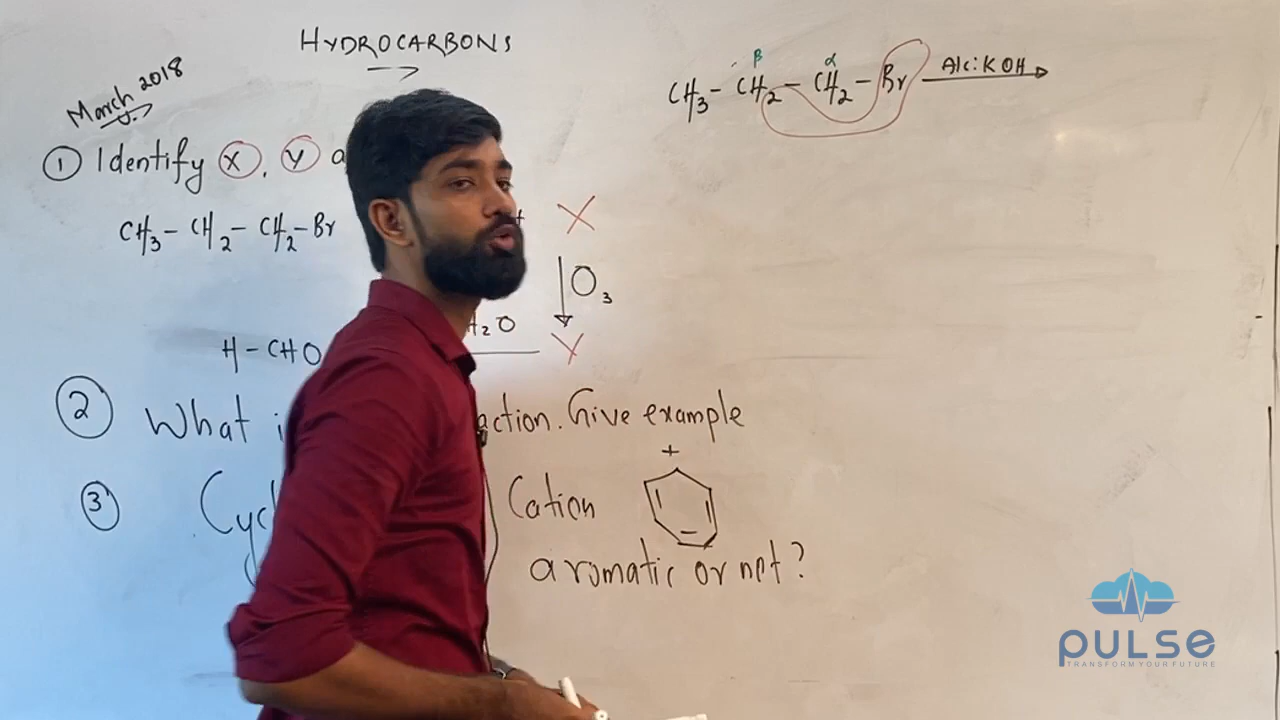 HYDROCARBONS
March 2018
① Identify X, Y a
CH3 - CH2 - CH2 - Br
X
O3
H - CHO
H2O
Y
② What i action. Give example
③ Cycl Cation
+
aromatic or not?
β α
CH3 - CH2 - CH2 - Br Alc: KOH
PULSE
TRANSFORM YOUR FUTURE